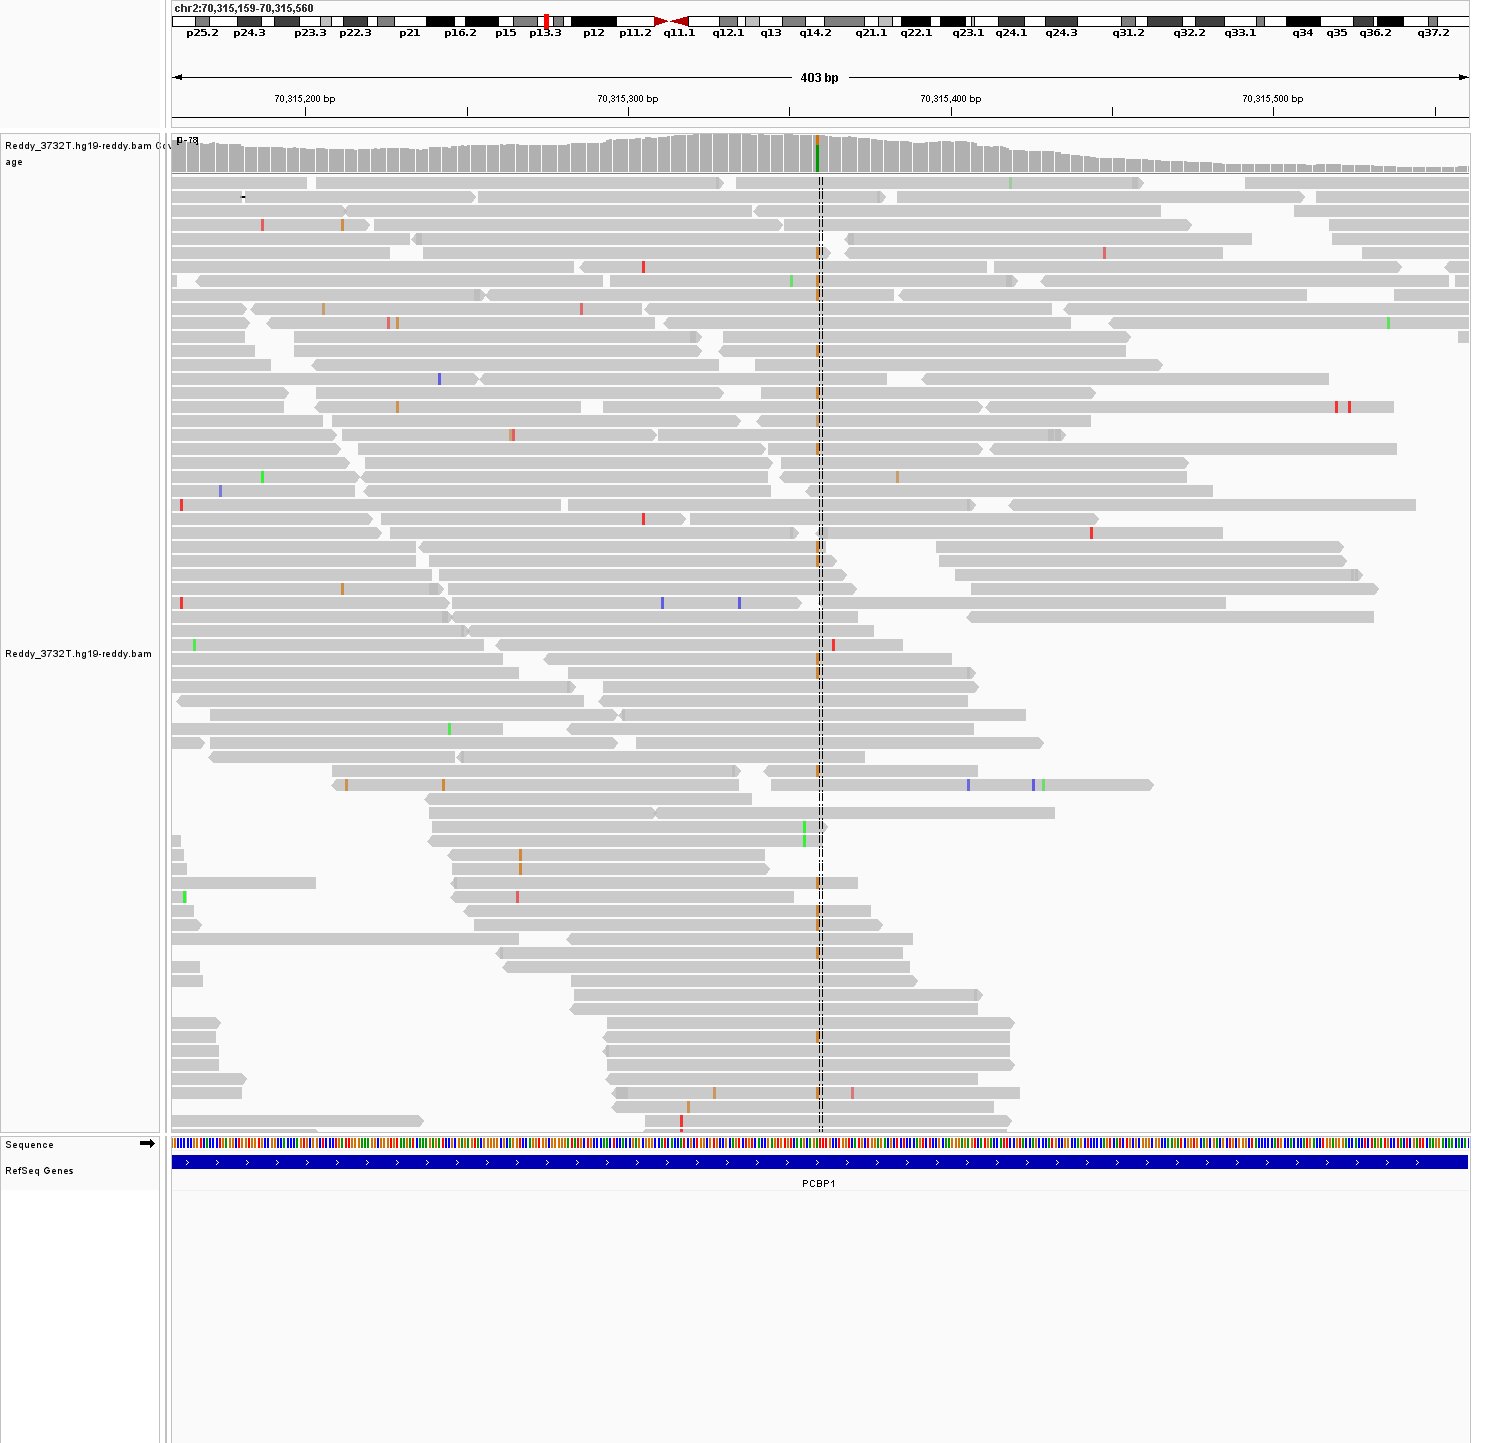 chr2:70,315,159-70,315,560
p25.2 p24.3 p23.3 p22.3 p21 p16.2 p15 p13.3 p12 p11.2 q11.1 q12.1 q13 q14.2 q21.1 q22.1 q23.1 q24.1 q24.3 q31.2 q32.2 q33.1 q34 q35 q36.2 q37.2
403 bp
70,315,200 bp 70,315,300 bp 70,315,400 bp 70,315,500 bp
[0-78]
Reddy_3732T.hg19-reddy.bam Cov
age
Reddy_3732T.hg19-reddy.bam
Sequence
RefSeq Genes
PCBP1